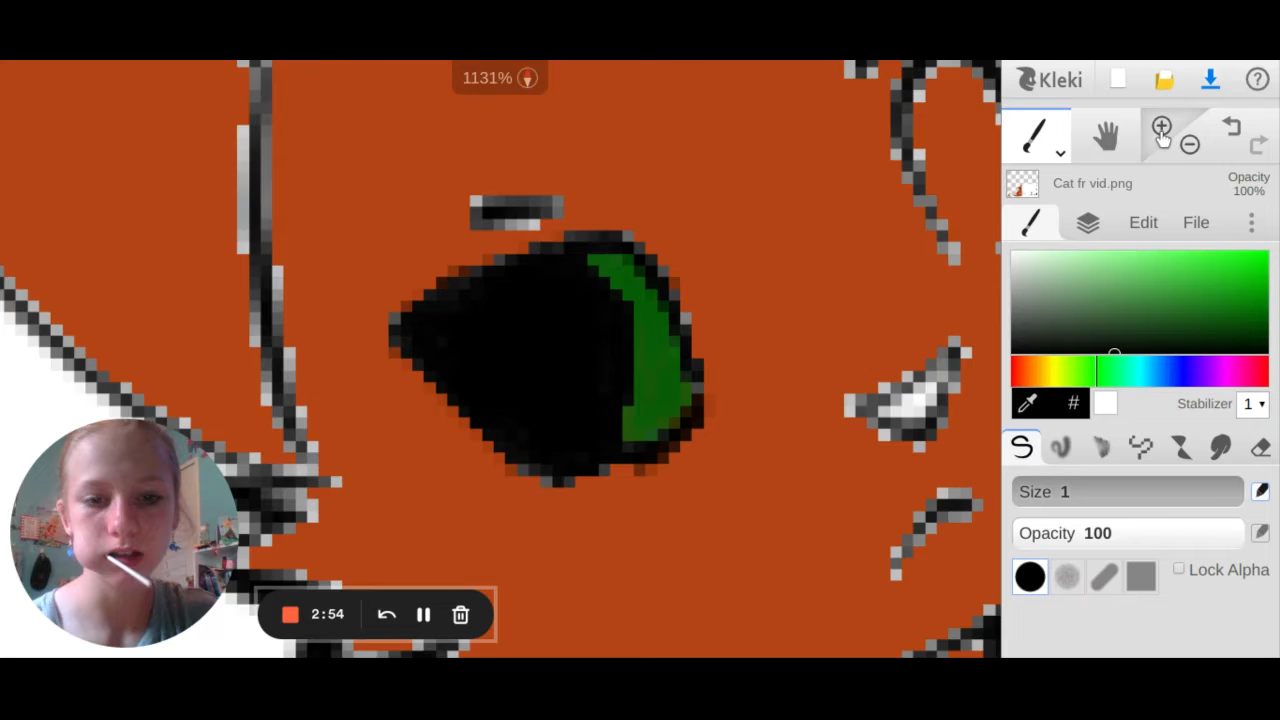 1131%
Kleki
Cat fr vid.png
Opacity
100%
Edit File
#
Stabilizer 1
Size 1
Opacity 100
Lock Alpha
2:54